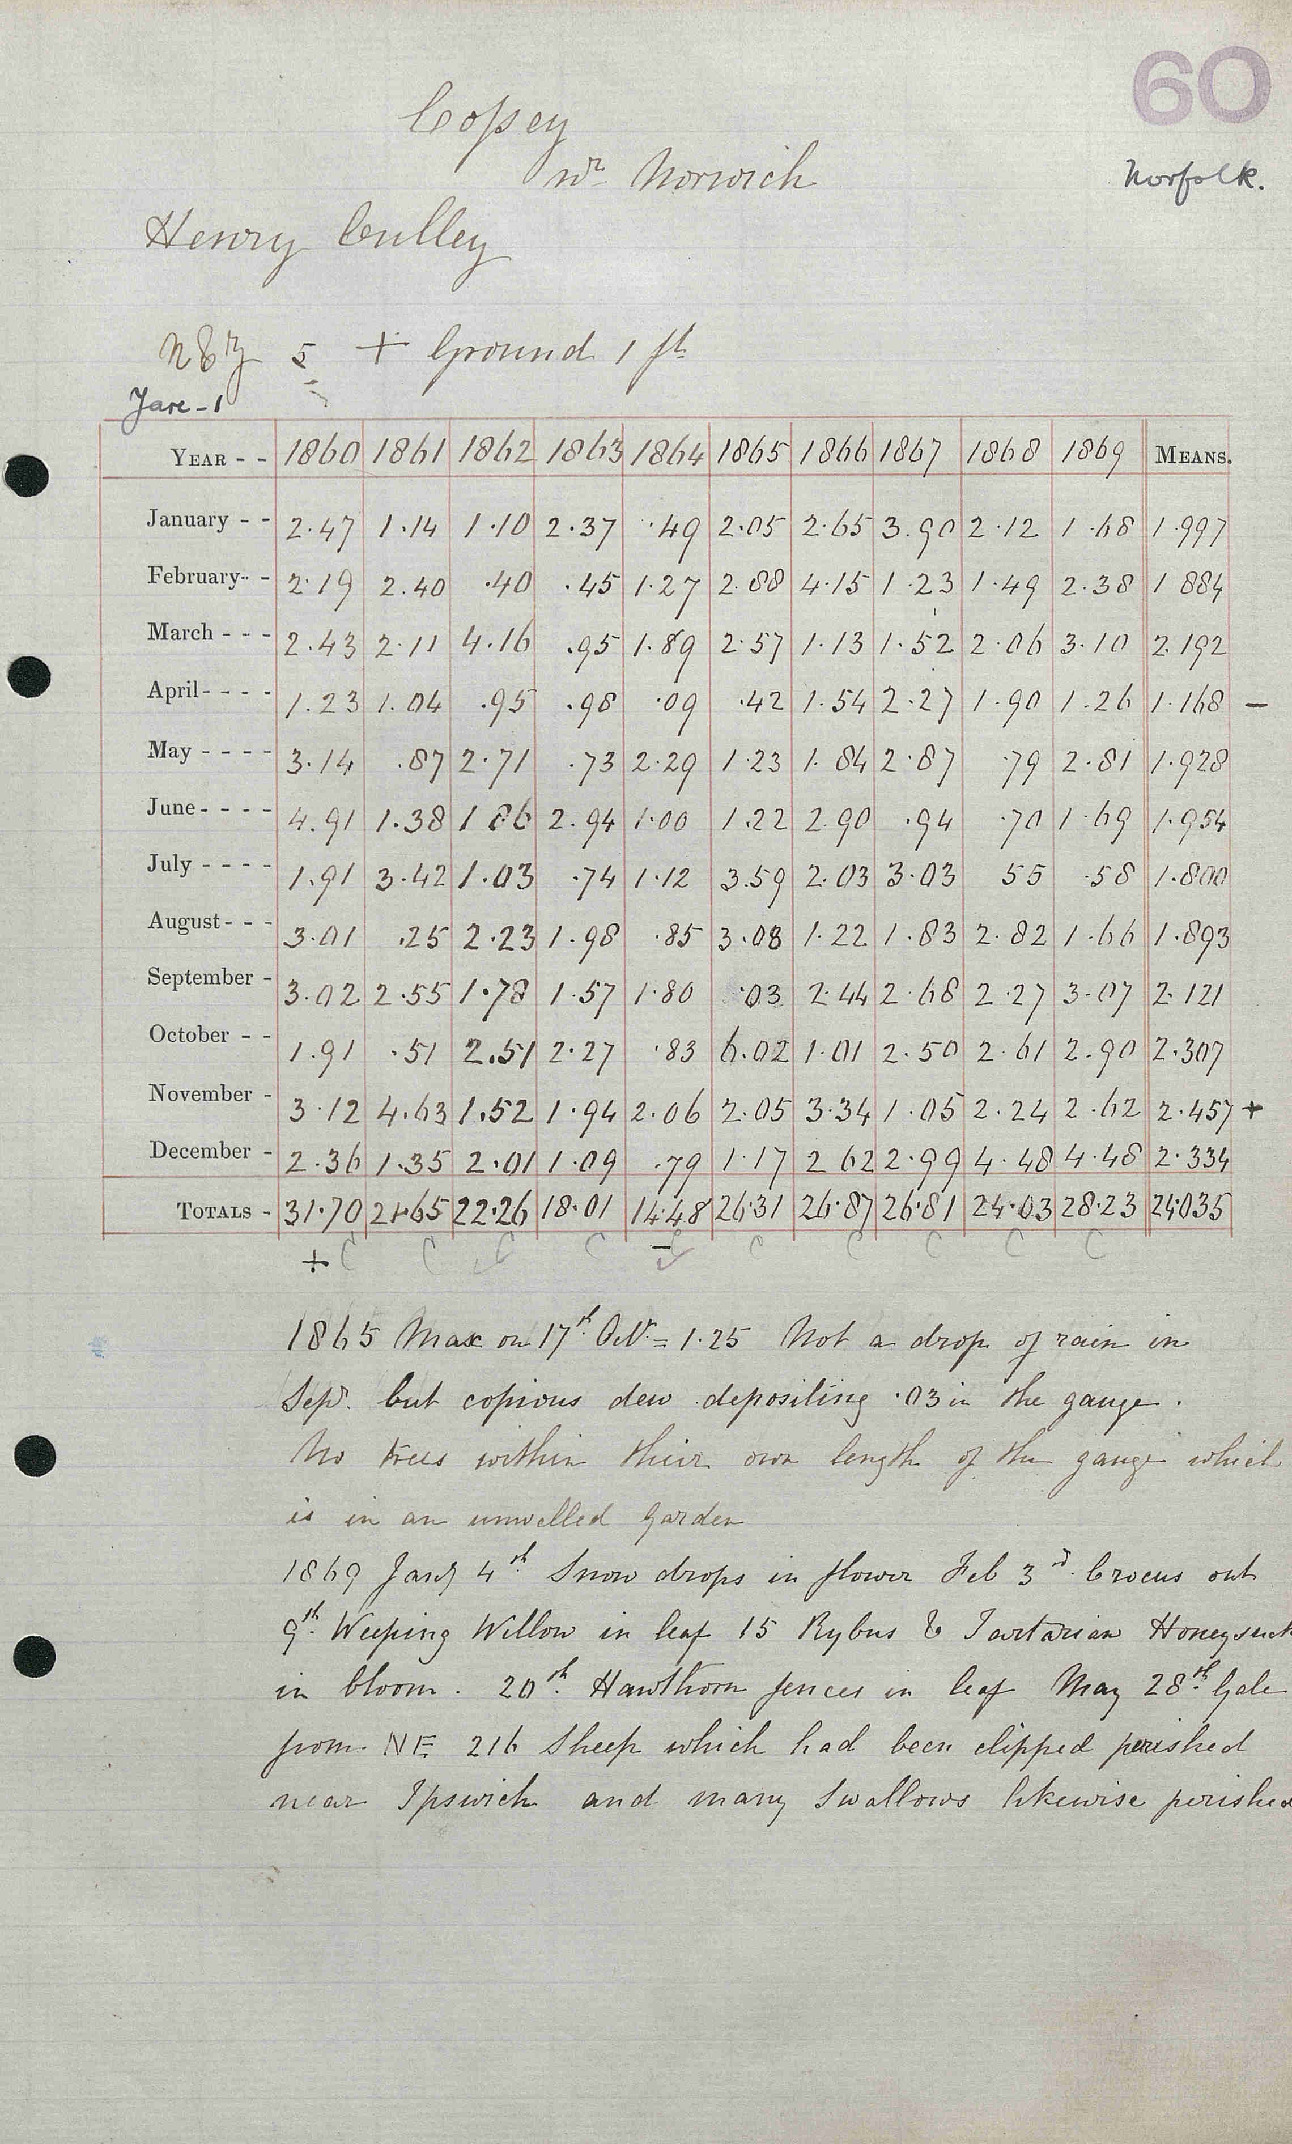 60
Cossey
nr Norwich
Norfolk.
Henry Culley
5 + Ground 1 ft
Yare - 1
YEAR - - 1860 1861 1862 1863 1864 1865 1866 1867 1868 1869 MEANS.
January - - 2.47 1.14 1.10 2.37 .49 2.05 2.65 3.90 2.12 1.68 1.997
February - - 2.19 2.40 .40 .45 1.27 2.88 4.15 1.23 1.49 2.38 1 884
March - - - 2.43 2.11 4.16 .95 1.89 2.57 1.13 1.52 2.06 3.10 2.192
April - - - - 1.23 1.04 .95 .98 .09 .42 1.54 2.27 1.90 1.26 1.168 -
May - - - - 3.14 .87 2.71 .73 2.29 1.23 1.84 2.87 .79 2.81 1.928
June - - - - 4.91 1.38 1 86 2.94 1.00 1.22 2.90 .94 .70 1.69 1.954
July - - - - 1.91 3.42 1.03 .74 1.12 3.59 2.03 3.03 55 .58 1.800
August - - - 3.01 .25 2.23 1.98 .85 3.08 1.22 1.83 2.82 1.66 1.893
September - 3.02 2.55 1.78 1.57 1.80 .03 2.44 2.68 2.27 3.07 2.121
October - - 1.91 .51 2.51 2.27 .83 6.02 1.01 2.50 2.61 2.90 2.307
November - 3.12 4.63 1.52 1.94 2.06 2.05 3.34 1.05 2.24 2.62 2.457 +
December - 2.36 1.35 2.01 1.09 .79 1.17 2 62 2.99 4.48 4.48 2.334
TOTALS - 31.70 21.65 22.26 18.01 14.48 26.31 26.87 26.81 24.03 28.23 24.035
+ C C C C - C C C C C C
1865 Max on 17th Octr = 1.25 Not a drop of rain in
Sepr. but copious dew depositing .03 in the gauge.
No trees within their own length of the gauge which
is in an unwalled garden
1869 Jany 4th Snow drops in flower Feb 3rd Crocus out
9th Weeping Willow in leaf 15 Rybus & Tartarian Honeysuck
in bloom. 20th Hawthorn fences in leaf May 28th Gale
from NE 216 Sheep which had been clipped perished
near Ipswich and many Swallows likewise perished